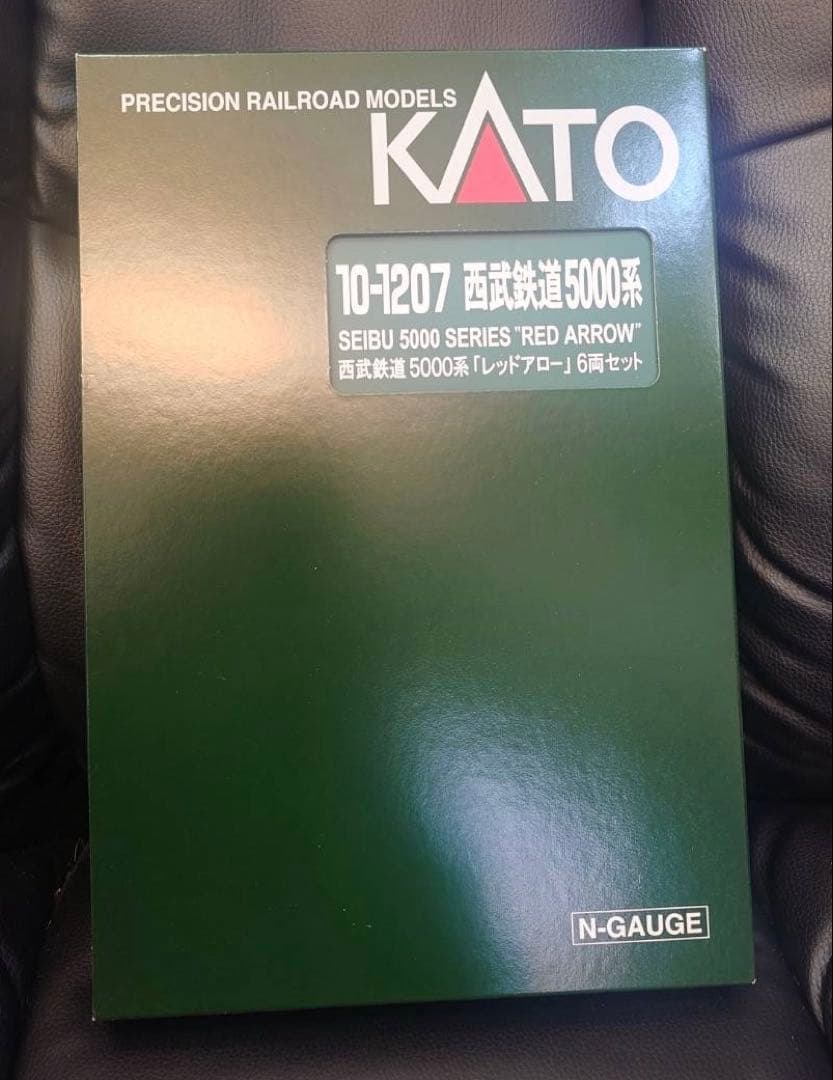 PRECISION RAILROAD MODELS
KATO
10-1207 西武鉄道5000系
SEIBU 5000 SERIES "RED ARROW"
西武鉄道5000系「レッドアロー」6両セット
N-GAUGE